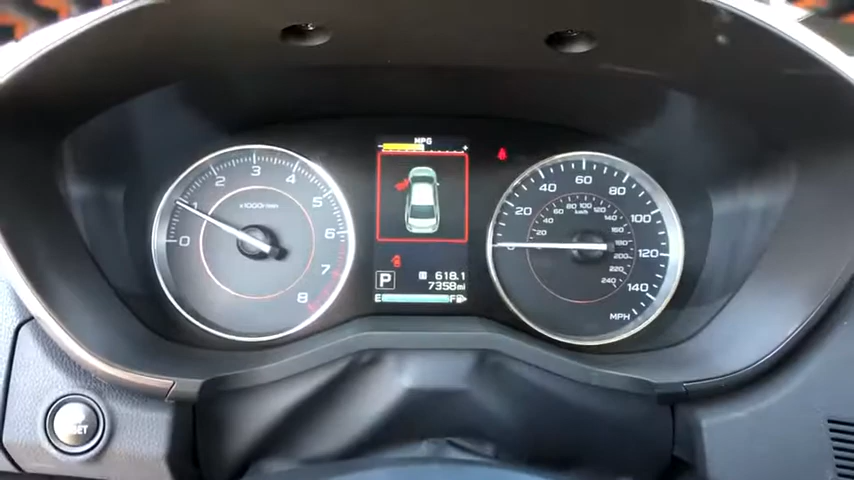 MPG
- +
0 1 2 3 4 5 6 7 8
x1000r/min
P
618.1
7358mi
E F
0 20 40 60 80 100 120 140
20 40 60 80 100 120 140 160 180 200 220 240
km/h
MPH
SET